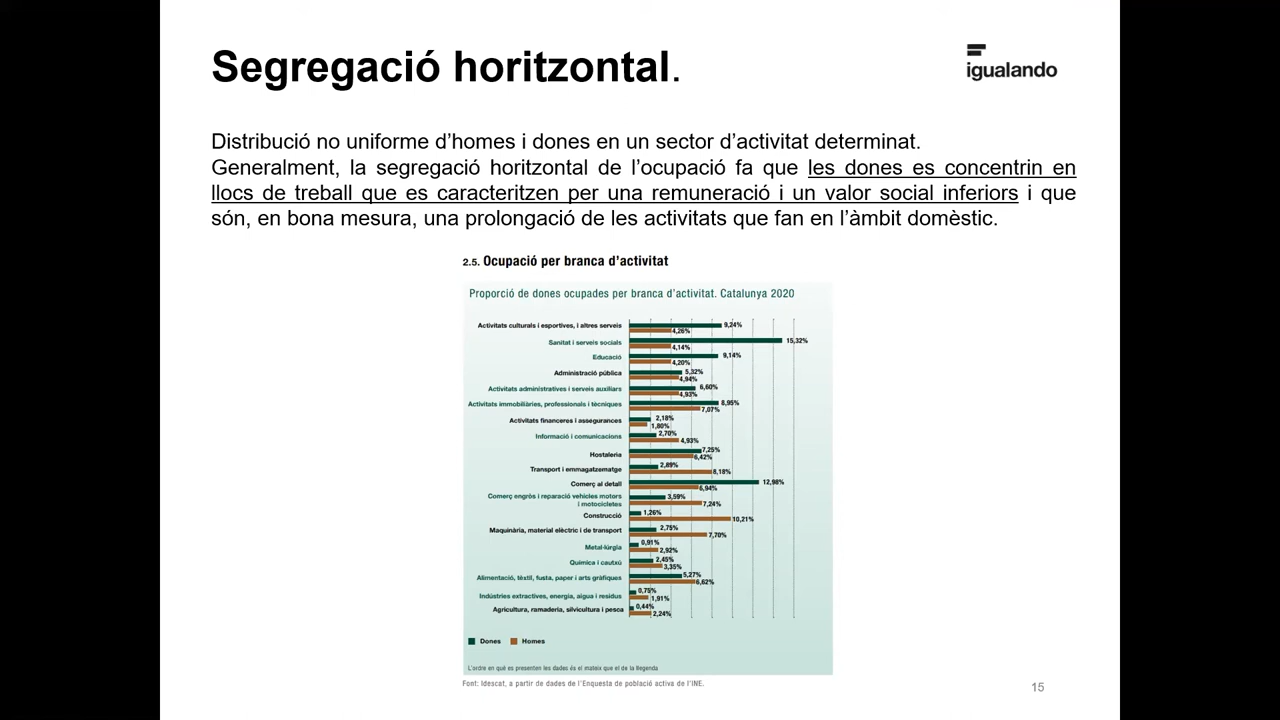 Segregació horitzontal.
igualando
Distribució no uniforme d’homes i dones en un sector d’activitat determinat.
Generalment, la segregació horitzontal de l’ocupació fa que les dones es concentrin en
llocs de treball que es caracteritzen per una remuneració i un valor social inferiors i que
són, en bona mesura, una prolongació de les activitats que fan en l’àmbit domèstic.
2.5. Ocupació per branca d’activitat
Proporció de dones ocupades per branca d’activitat. Catalunya 2020
Activitats culturals i esportives, i altres serveis 9,24%
4,26%
Sanitat i serveis socials 15,32%
4,14%
Educació 9,14%
4,20%
Administració pública 5,32%
4,94%
Activitats administratives i serveis auxiliars 6,60%
4,93%
Activitats immobiliàries, professionals i tècniques 8,95%
7,07%
Activitats financeres i assegurances 2,18%
1,80%
Informació i comunicacions 2,70%
4,93%
Hostaleria 7,25%
6,42%
Transport i emmagatzematge 2,89%
8,18%
Comerç al detall 12,98%
6,94%
Comerç engròs i reparació vehicles motors
i motocicletes 3,59%
7,24%
Construcció 1,26%
10,21%
Maquinària, material elèctric i de transport 2,75%
7,70%
Metal·lúrgia 0,91%
2,92%
Química i cautxú 2,45%
3,35%
Alimentació, tèxtil, fusta, paper i arts gràfiques 5,27%
6,62%
Indústries extractives, energia, aigua i residus 0,75%
1,91%
Agricultura, ramaderia, silvicultura i pesca 0,44%
2,24%
Dones Homes
L’ordre en què es presenten les dades és el mateix que el de la llegenda
Font: Idescat, a partir de dades de l’Enquesta de població activa de l’INE.
15